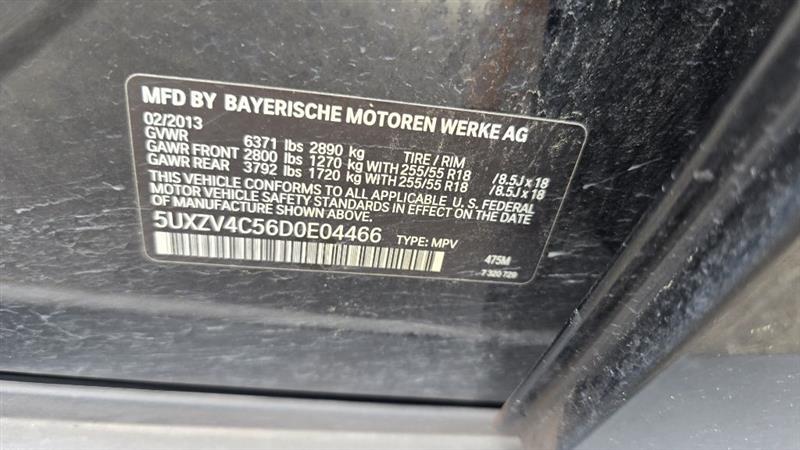 MFD BY BAYERISCHE MOTOREN WERKE AG
02/2013
GVWR 6371 lbs 2890 kg TIRE / RIM
GAWR FRONT 2800 lbs 1270 kg WITH 255/55 R18 /8.5J x 18
GAWR REAR 3792 lbs 1720 kg WITH 255/55 R18 /8.5J x 18
THIS VEHICLE CONFORMS TO ALL APPLICABLE U. S. FEDERAL
MOTOR VEHICLE SAFETY STANDARDS IN EFFECT ON THE DATE
OF MANUFACTURE SHOWN ABOVE.
5UXZV4C56D0E04466 TYPE: MPV 475M
7 320 729